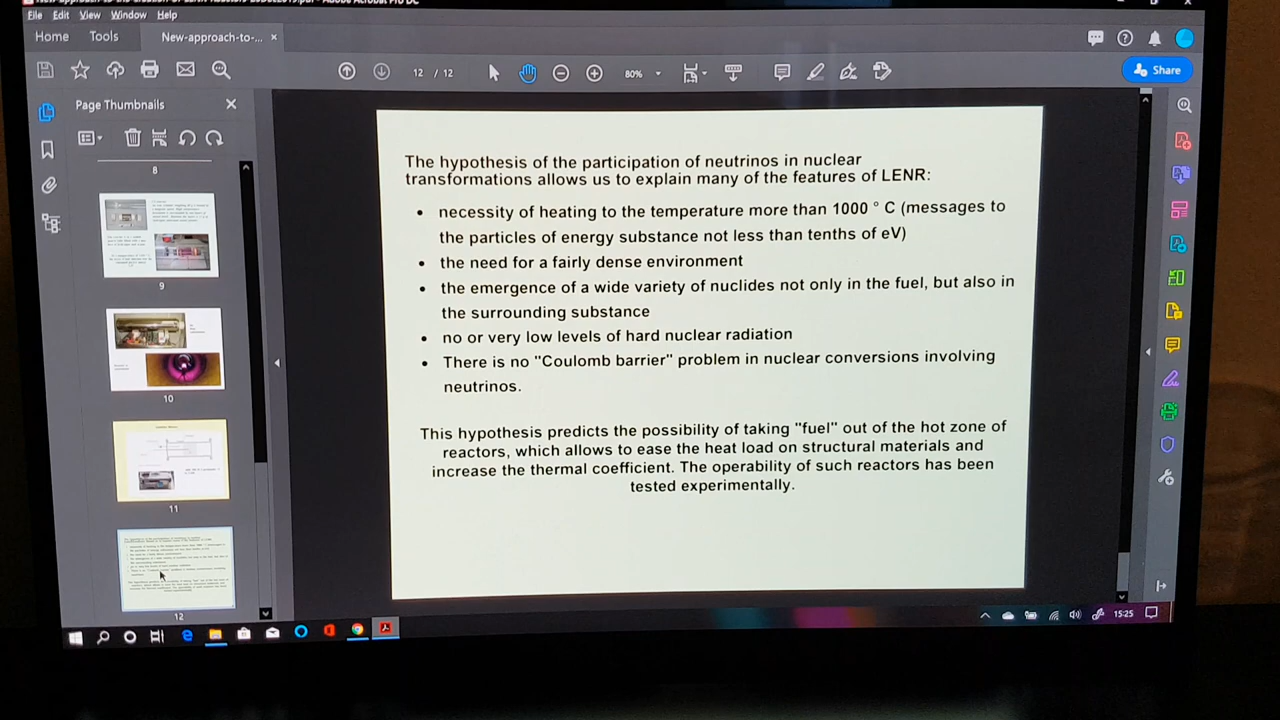 File Edit View Window Help
Home Tools New-approach-to-... ×
12 / 12 80% Share
Page Thumbnails
8
9
10
11
12
The hypothesis of the participation of neutrinos in nuclear
transformations allows us to explain many of the features of LENR:
• necessity of heating to the temperature more than 1000 ° C (messages to
the particles of energy substance not less than tenths of eV)
• the need for a fairly dense environment
• the emergence of a wide variety of nuclides not only in the fuel, but also in
the surrounding substance
• no or very low levels of hard nuclear radiation
• There is no "Coulomb barrier" problem in nuclear conversions involving
neutrinos.
This hypothesis predicts the possibility of taking "fuel" out of the hot zone of
reactors, which allows to ease the heat load on structural materials and
increase the thermal coefficient. The operability of such reactors has been
tested experimentally.
15:25